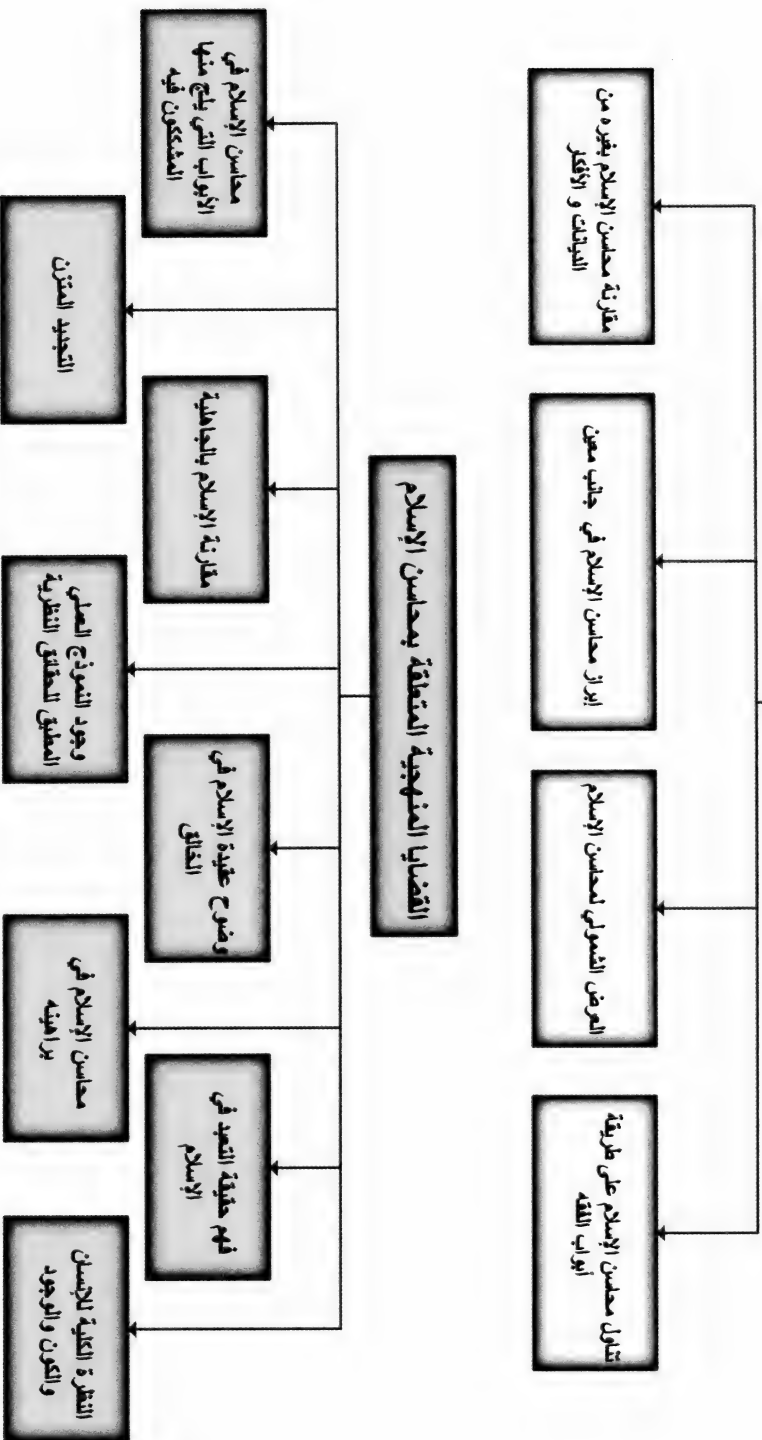 تناول محاسن الإسلام على طريقة
أبواب الفقه
العرض الشمولي لمحاسن الإسلام
إبراز محاسن الإسلام في جانب معين
مقارنة محاسن الإسلام بغيره من
الديانات و الأفكار
القضايا المنهجية المتعلقة بمحاسن الإسلام
فهم حقيقة التعبد في
الإسلام
وضوح عقيدة الإسلام في
الخالق
مقارنة الإسلام بالجاهلية
محاسن الإسلام في
الأبواب التي يلج منها
المشككون فيه
النظرة الكلية للإنسان
والكون والوجود
محاسن الإسلام في
براهينه
وجود النموذج العملي
المطبق للحقائق النظرية
التجديد المتزن